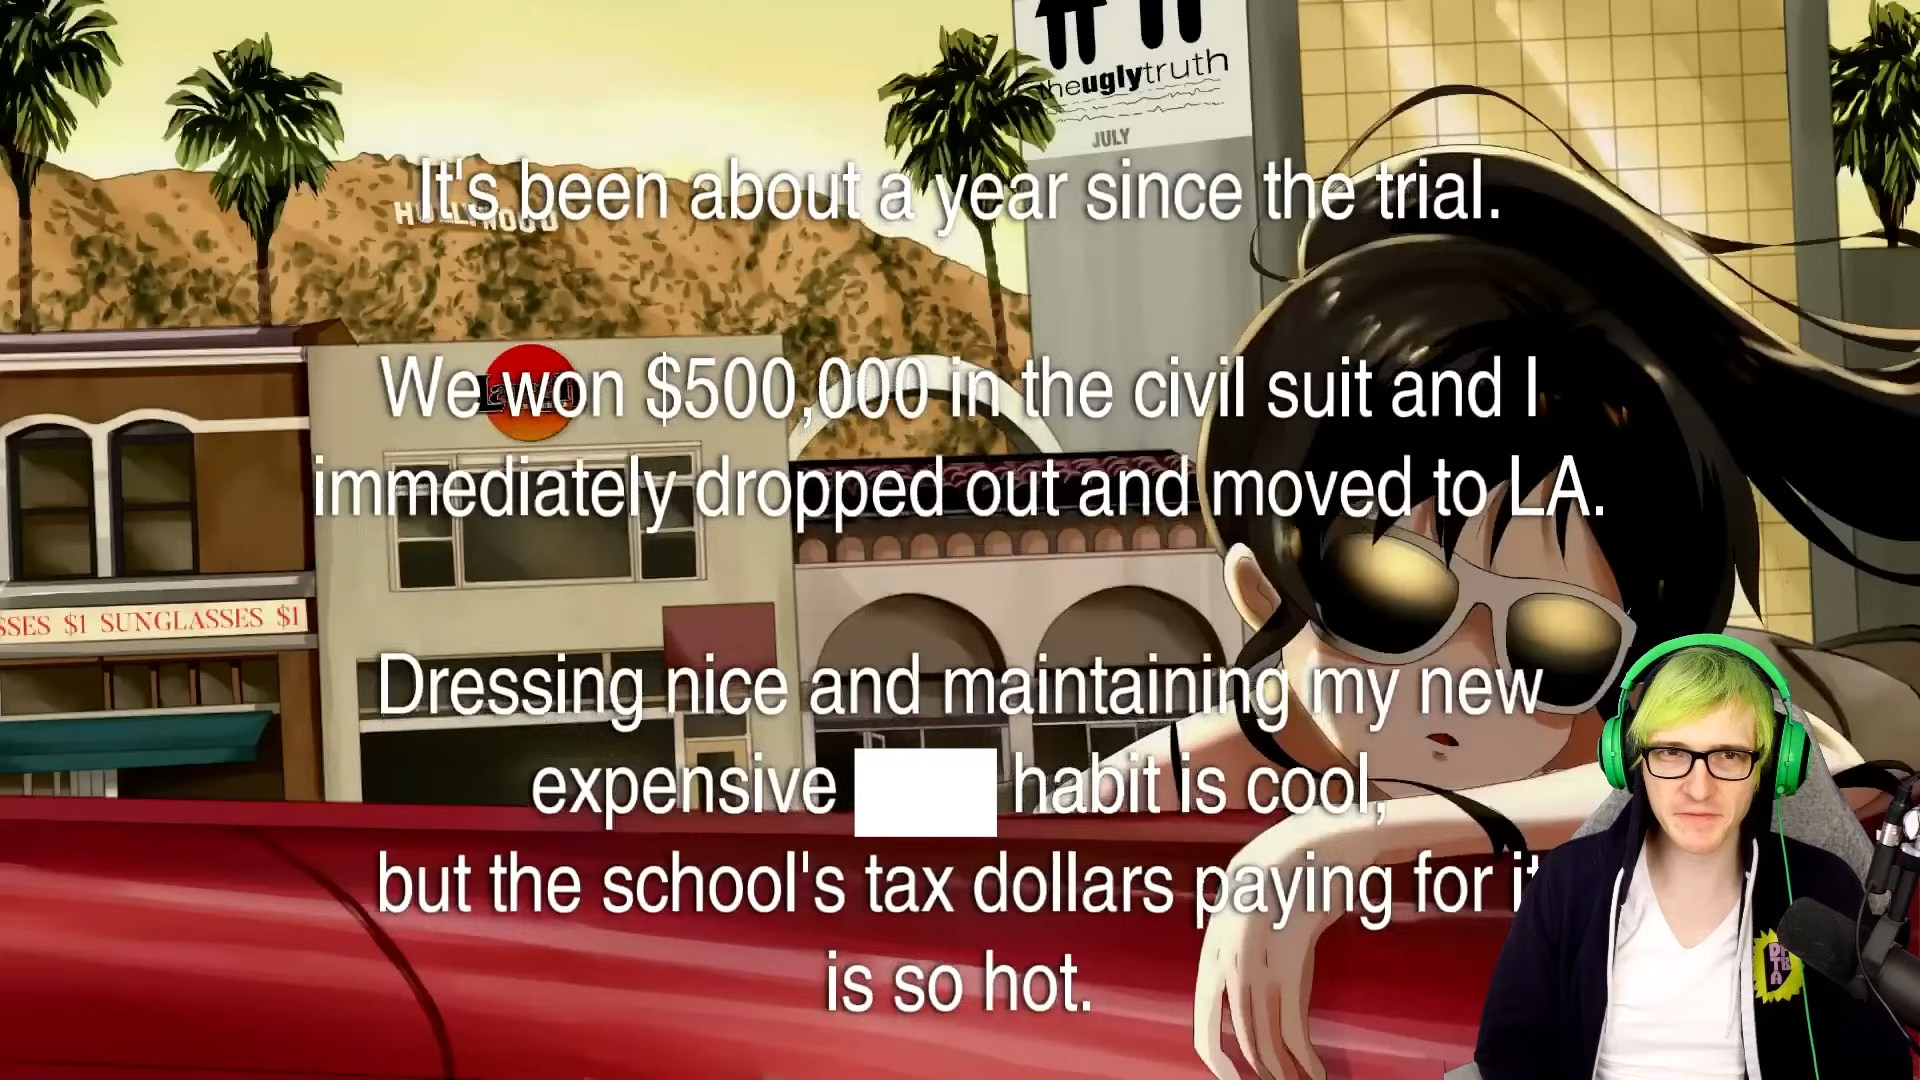 theuglytruth
JULY
It's been about a year since the trial.
HOLLYWOOD
We won $500,000 in the civil suit and I
immediately dropped out and moved to LA.
SSES $1 SUNGLASSES $1
Dressing nice and maintaining my new
expensive habit is cool,
but the school's tax dollars paying for it
is so hot.